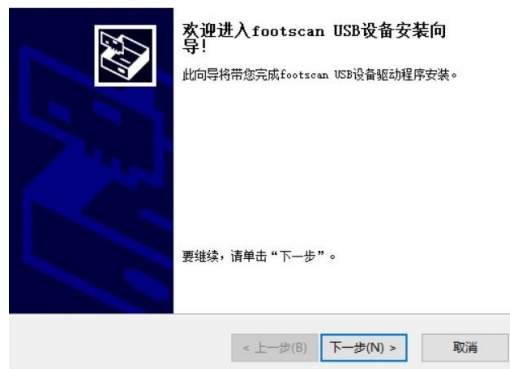 欢迎进入footscan USB设备安装向
导!
此向导将带您完成footscan USB设备驱动程序安装。
要继续，请单击“下一步”。
< 上一步(B) 下一步(N) > 取消